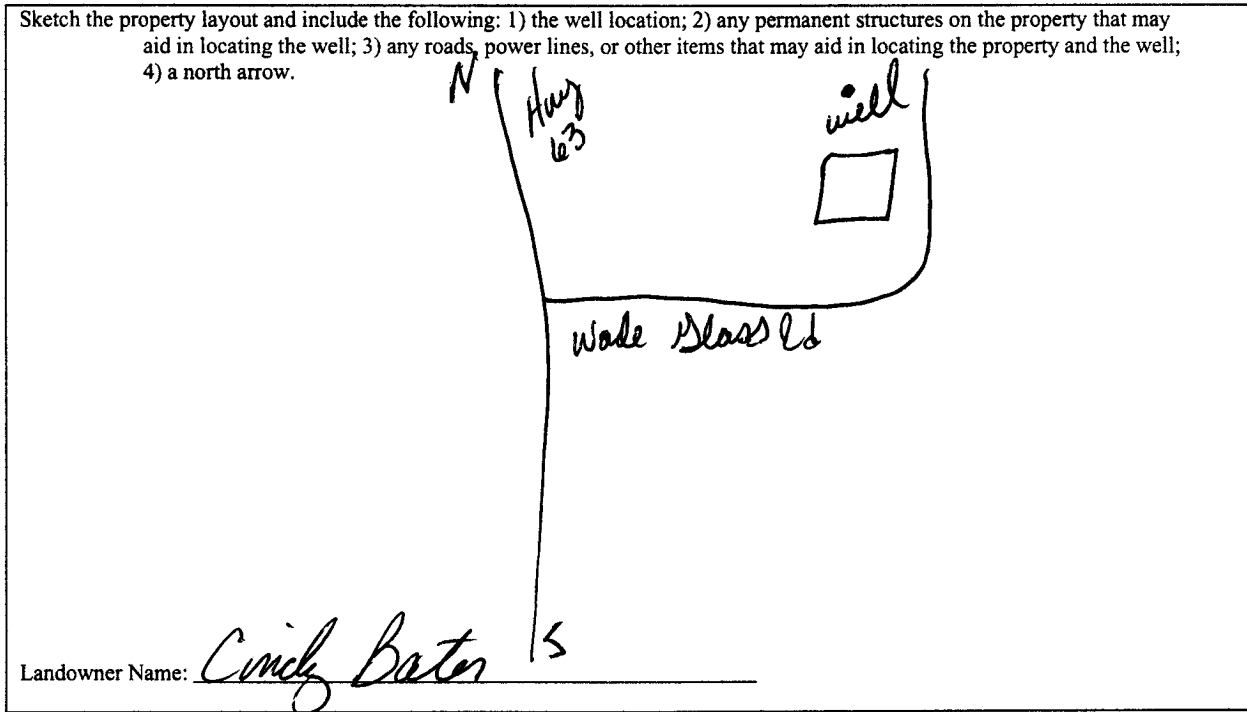 Sketch the property layout and include the following: 1) the well location; 2) any permanent structures on the property that may
aid in locating the well; 3) any roads, power lines, or other items that may aid in locating the property and the well;
4) a north arrow.
N
Hwy
63
well
Wade Glass Rd
S
Landowner Name: Cindy